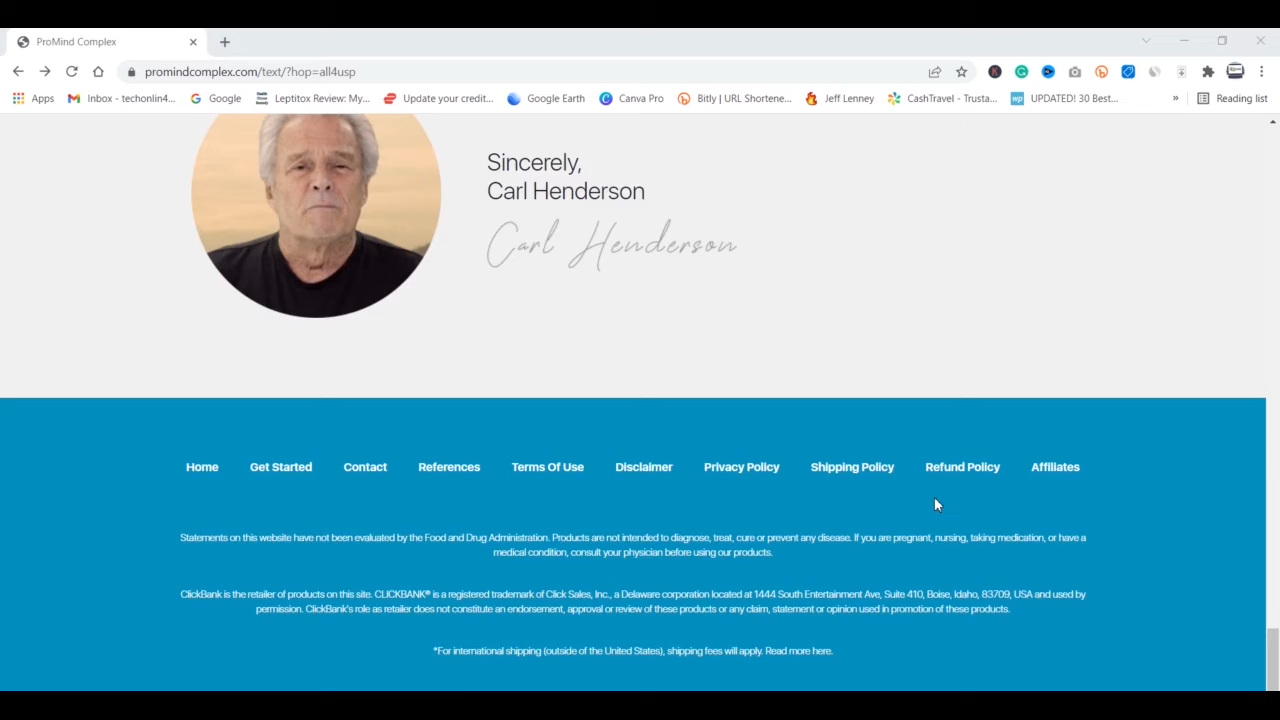 ProMind Complex
promindcomplex.com/text/?hop=all4usp
Apps Inbox - techonlin4... Google Leptitox Review: My... Update your credit... Google Earth Canva Pro Bitly | URL Shortene... Jeff Lenney CashTravel - Trusta... UPDATED! 30 Best... » Reading list
Sincerely,
Carl Henderson
Carl Henderson
Home Get Started Contact References Terms Of Use Disclaimer Privacy Policy Shipping Policy Refund Policy Affiliates
Statements on this website have not been evaluated by the Food and Drug Administration. Products are not intended to diagnose, treat, cure or prevent any disease. If you are pregnant, nursing, taking medication, or have a
medical condition, consult your physician before using our products.
ClickBank is the retailer of products on this site. CLICKBANK® is a registered trademark of Click Sales, Inc., a Delaware corporation located at 1444 South Entertainment Ave, Suite 410, Boise, Idaho, 83709, USA and used by
permission. ClickBank's role as retailer does not constitute an endorsement, approval or review of these products or any claim, statement or opinion used in promotion of these products.
*For international shipping (outside of the United States), shipping fees will apply. Read more here.